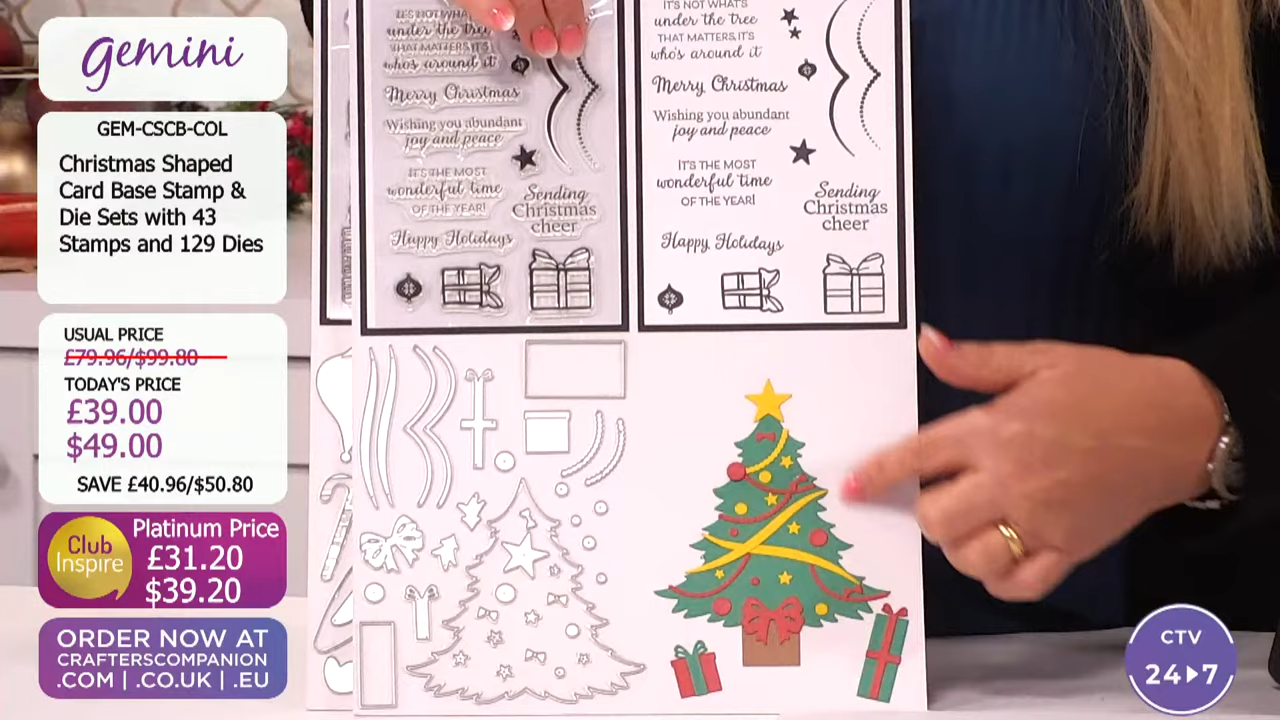 gemini
GEM-CSCB-COL
Christmas Shaped
Card Base Stamp &
Die Sets with 43
Stamps and 129 Dies
USUAL PRICE
£79.96/$99.80
TODAY'S PRICE
£39.00
$49.00
SAVE £40.96/$50.80
Club
Inspire
Platinum Price
£31.20
$39.20
ORDER NOW AT
CRAFTERSCOMPANION
.COM | .CO.UK | .EU
IT'S NOT WHAT'S
under the tree
THAT MATTERS, IT'S
who's around it
Merry Christmas
Wishing you abundant
joy and peace
IT'S THE MOST
wonderful time
OF THE YEAR!
Sending
Christmas
cheer
Happy Holidays
IT'S NOT WHAT'S
under the tree
THAT MATTERS, IT'S
who's around it
Merry Christmas
Wishing you abundant
joy and peace
IT'S THE MOST
wonderful time
OF THE YEAR!
Sending
Christmas
cheer
Happy Holidays
CTV
24▶7